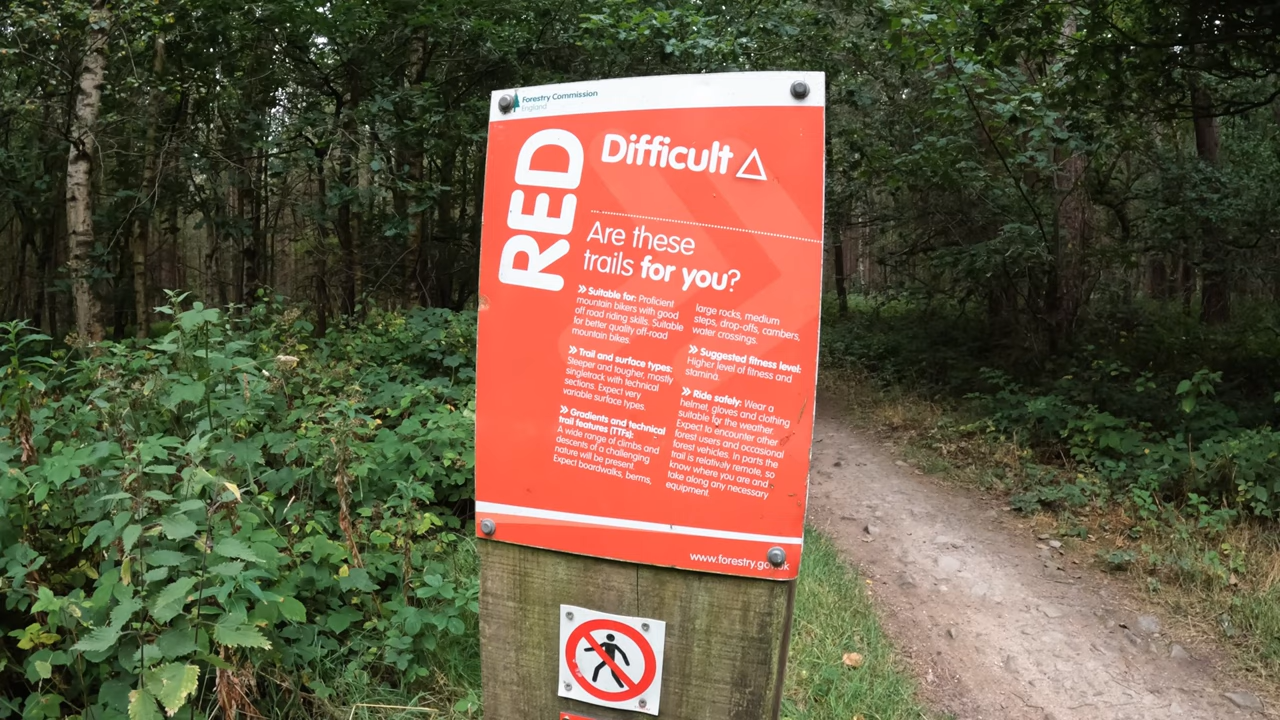 Forestry Commission
England
RED
Difficult
Are these
trails for you?
» Suitable for: Proficient
mountain bikers with good
off road riding skills. Suitable
for better quality off-road
mountain bikes.
» Trail and surface types:
Steeper and tougher, mostly
singletrack with technical
sections. Expect very
variable surface types.
» Gradients and technical
trail features (TTFs):
A wide range of climbs and
descents of a challenging
nature will be present.
Expect boardwalks, berms,
large rocks, medium
steps, drop-offs, cambers,
water crossings.
» Suggested fitness level:
Higher level of fitness and
stamina.
» Ride safely: Wear a
helmet, gloves and clothing
suitable for the weather.
Expect to encounter other
forest users and occasional
forest vehicles. In parts the
trail is relatively remote, so
know where you are and
take along any necessary
equipment.
www.forestry.gov.uk